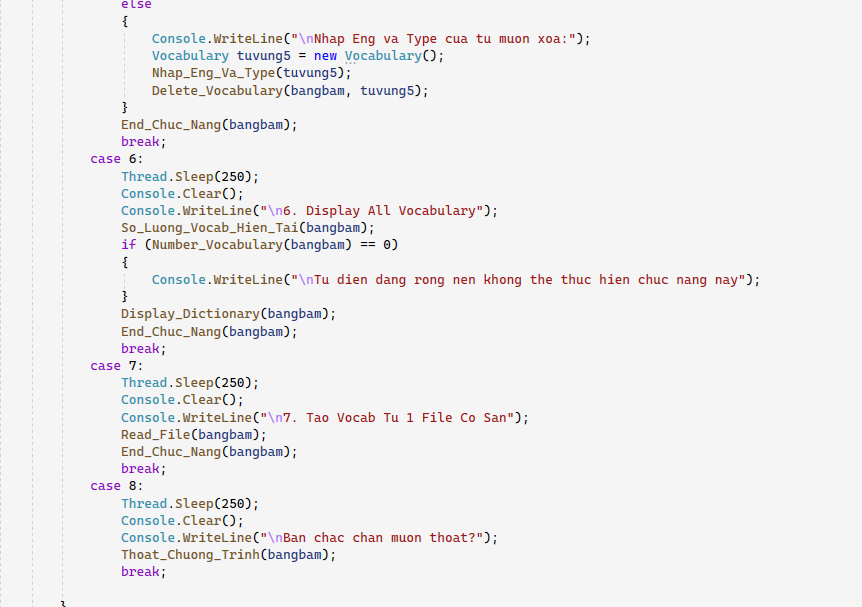 else
{
Console.WriteLine("\nNhap Eng va Type cua tu muon xoa:");
Vocabulary tuvung5 = new Vocabulary();
Nhap_Eng_Va_Type(tuvung5);
Delete_Vocabulary(bangbam, tuvung5);
}
End_Chuc_Nang(bangbam);
break;
case 6:
Thread.Sleep(250);
Console.Clear();
Console.WriteLine("\n6. Display All Vocabulary");
So_Luong_Vocab_Hien_Tai(bangbam);
if (Number_Vocabulary(bangbam) == 0)
{
Console.WriteLine("\nTu dien dang rong nen khong the thuc hien chuc nang nay");
}
Display_Dictionary(bangbam);
End_Chuc_Nang(bangbam);
break;
case 7:
Thread.Sleep(250);
Console.Clear();
Console.WriteLine("\n7. Tao Vocab Tu 1 File Co San");
Read_File(bangbam);
End_Chuc_Nang(bangbam);
break;
case 8:
Thread.Sleep(250);
Console.Clear();
Console.WriteLine("\nBan chac chan muon thoat?");
Thoat_Chuong_Trinh(bangbam);
break;
}